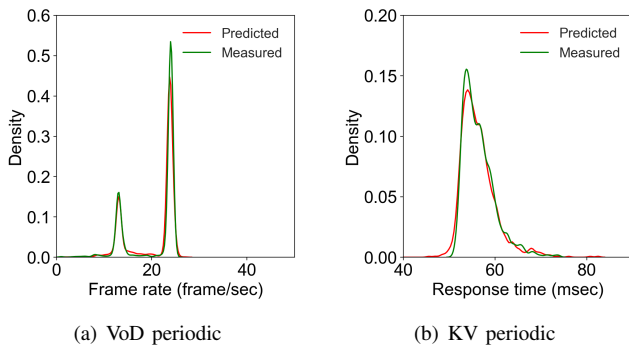 0.6
0.5
0.4
0.3
0.2
0.1
0.0
Density
0
20
40
Frame rate (frame/sec)
Predicted
Measured
(a) VoD periodic
0.20
0.15
0.10
0.05
0.00
Density
40
60
80
Response time (msec)
Predicted
Measured
(b) KV periodic